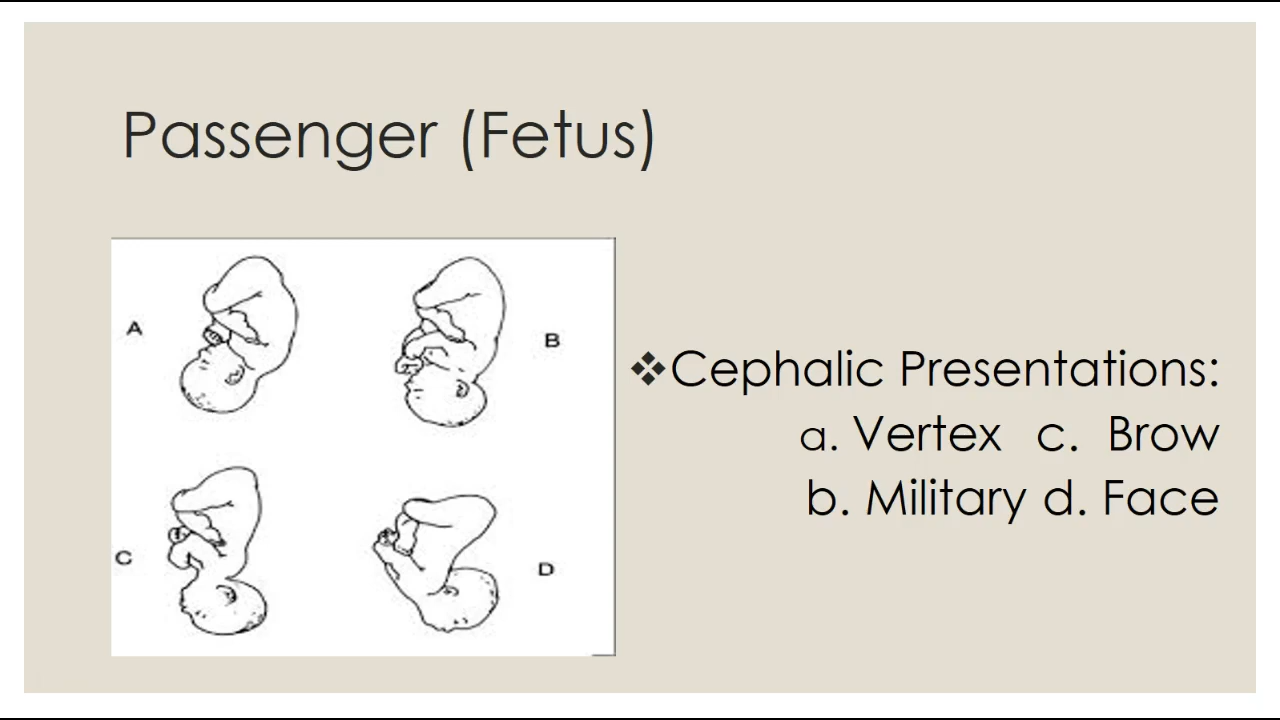 Passenger (Fetus)
A
B
C
D
❖Cephalic Presentations:
a. Vertex c. Brow
b. Military d. Face